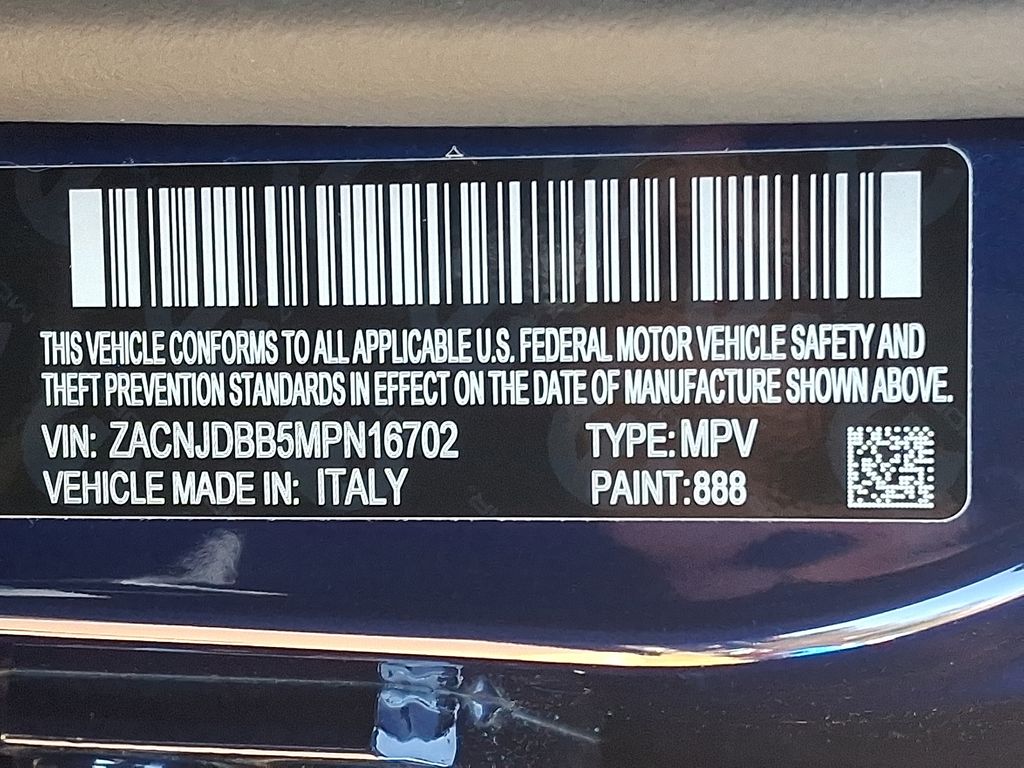 THIS VEHICLE CONFORMS TO ALL APPLICABLE U.S. FEDERAL MOTOR VEHICLE SAFETY AND
THEFT PREVENTION STANDARDS IN EFFECT ON THE DATE OF MANUFACTURE SHOWN ABOVE.
VIN: ZACNJDBB5MPN16702 TYPE: MPV
VEHICLE MADE IN: ITALY PAINT: 888